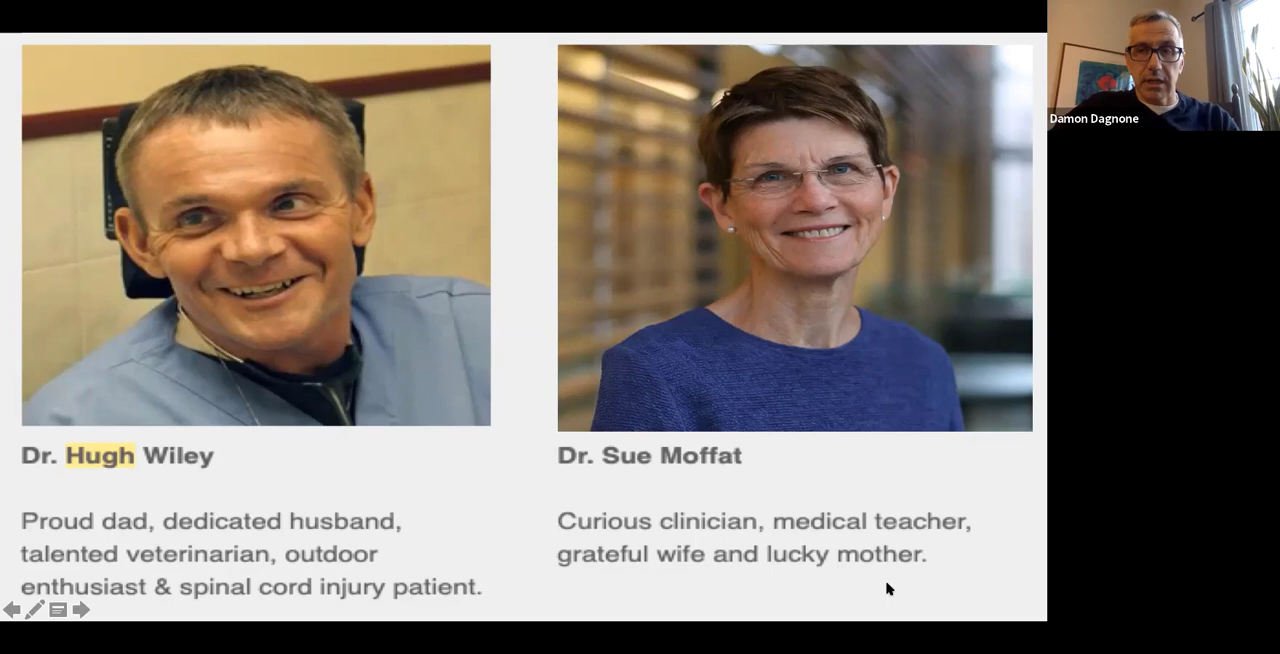 Damon Dagnone
Dr. Hugh Wiley
Proud dad, dedicated husband,
talented veterinarian, outdoor
enthusiast & spinal cord injury patient.
Dr. Sue Moffat
Curious clinician, medical teacher,
grateful wife and lucky mother.